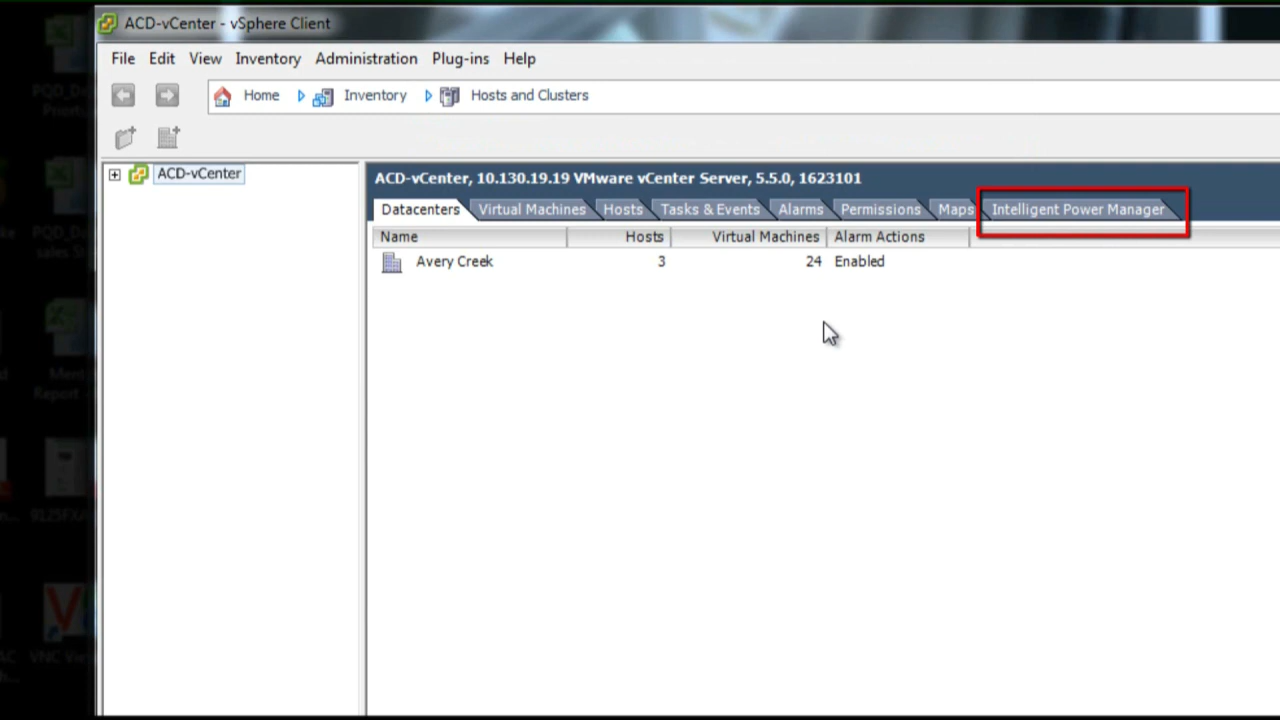 ACD-vCenter - vSphere Client
File Edit View Inventory Administration Plug-ins Help
Home Inventory Hosts and Clusters
ACD-vCenter
ACD-vCenter, 10.130.19.19 VMware vCenter Server, 5.5.0, 1623101
Datacenters Virtual Machines Hosts Tasks & Events Alarms Permissions Maps Intelligent Power Manager
Name Hosts Virtual Machines Alarm Actions
Avery Creek 3 24 Enabled
Report